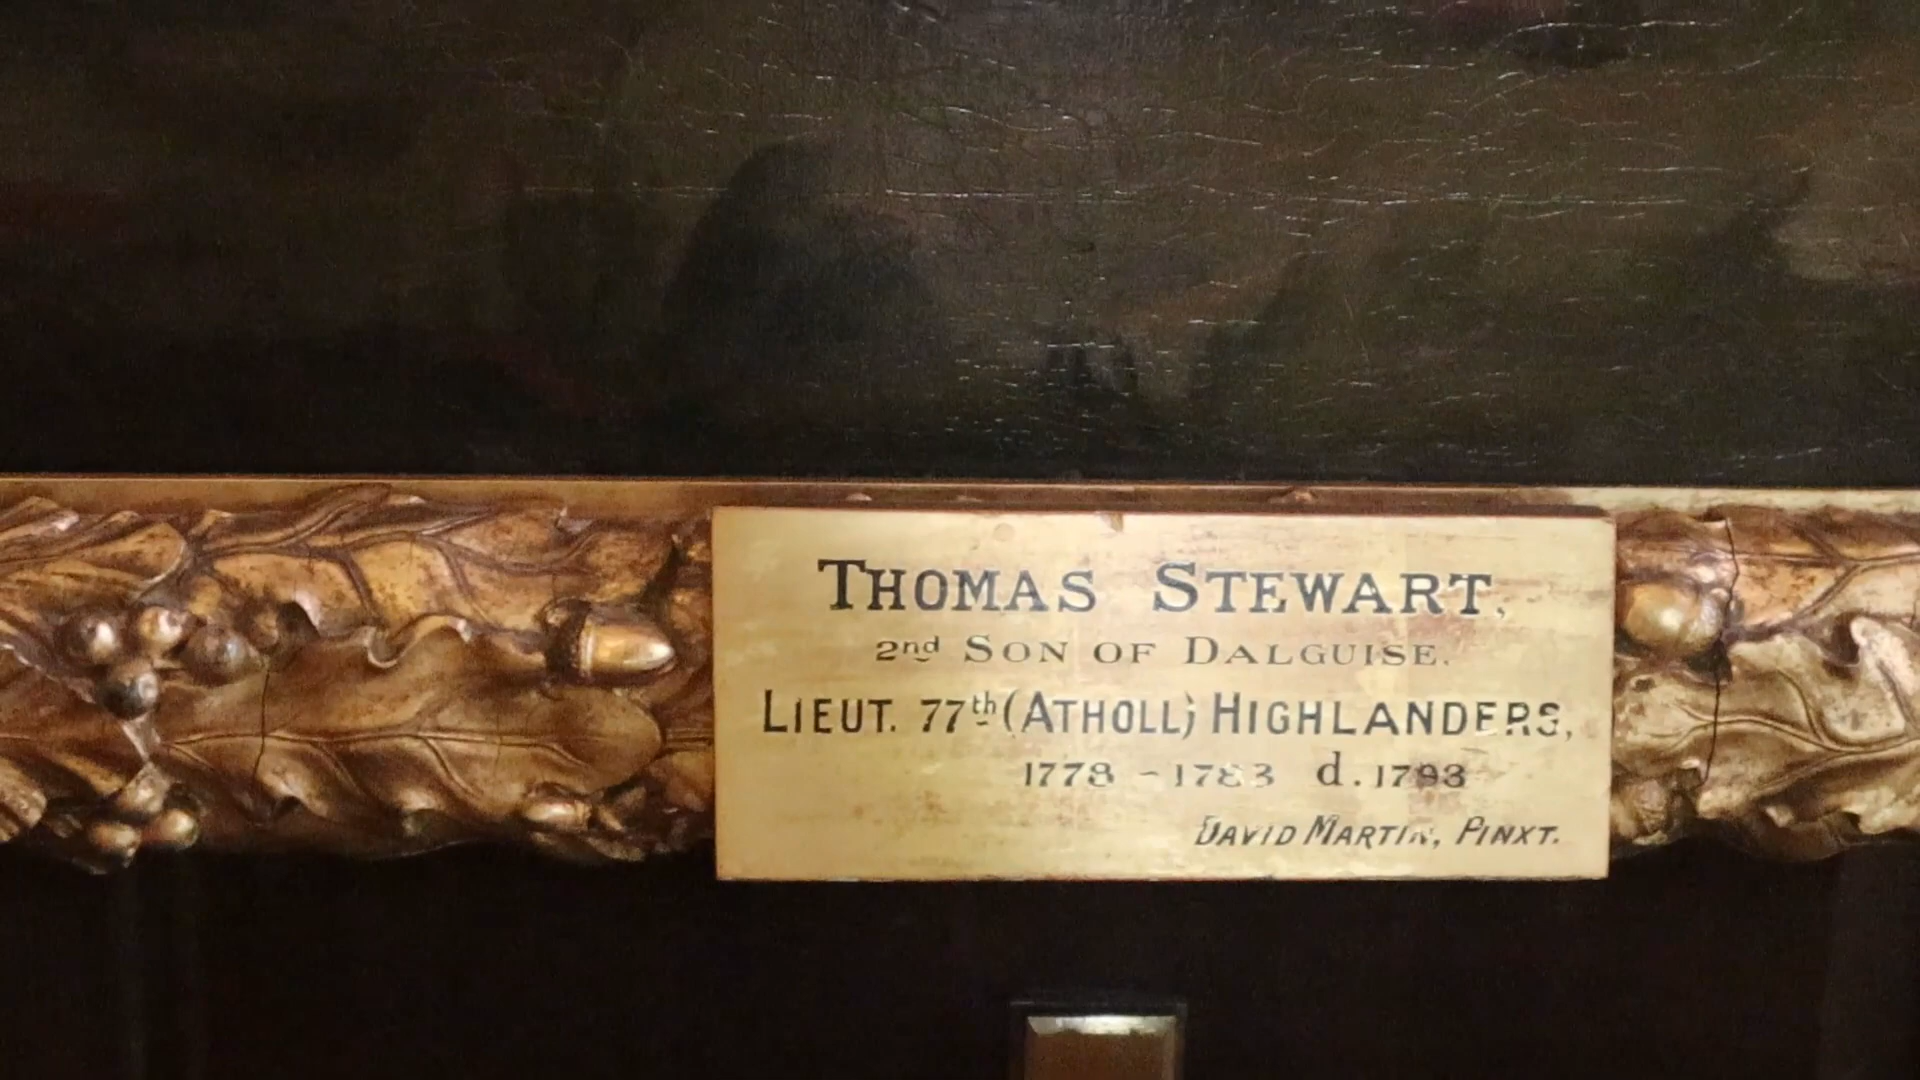 THOMAS STEWART,
2nd SON OF DALGUISE.
LIEUT. 77th (ATHOLL) HIGHLANDERS,
1778 - 1783 d. 1793
DAVID MARTIN, PINXT.